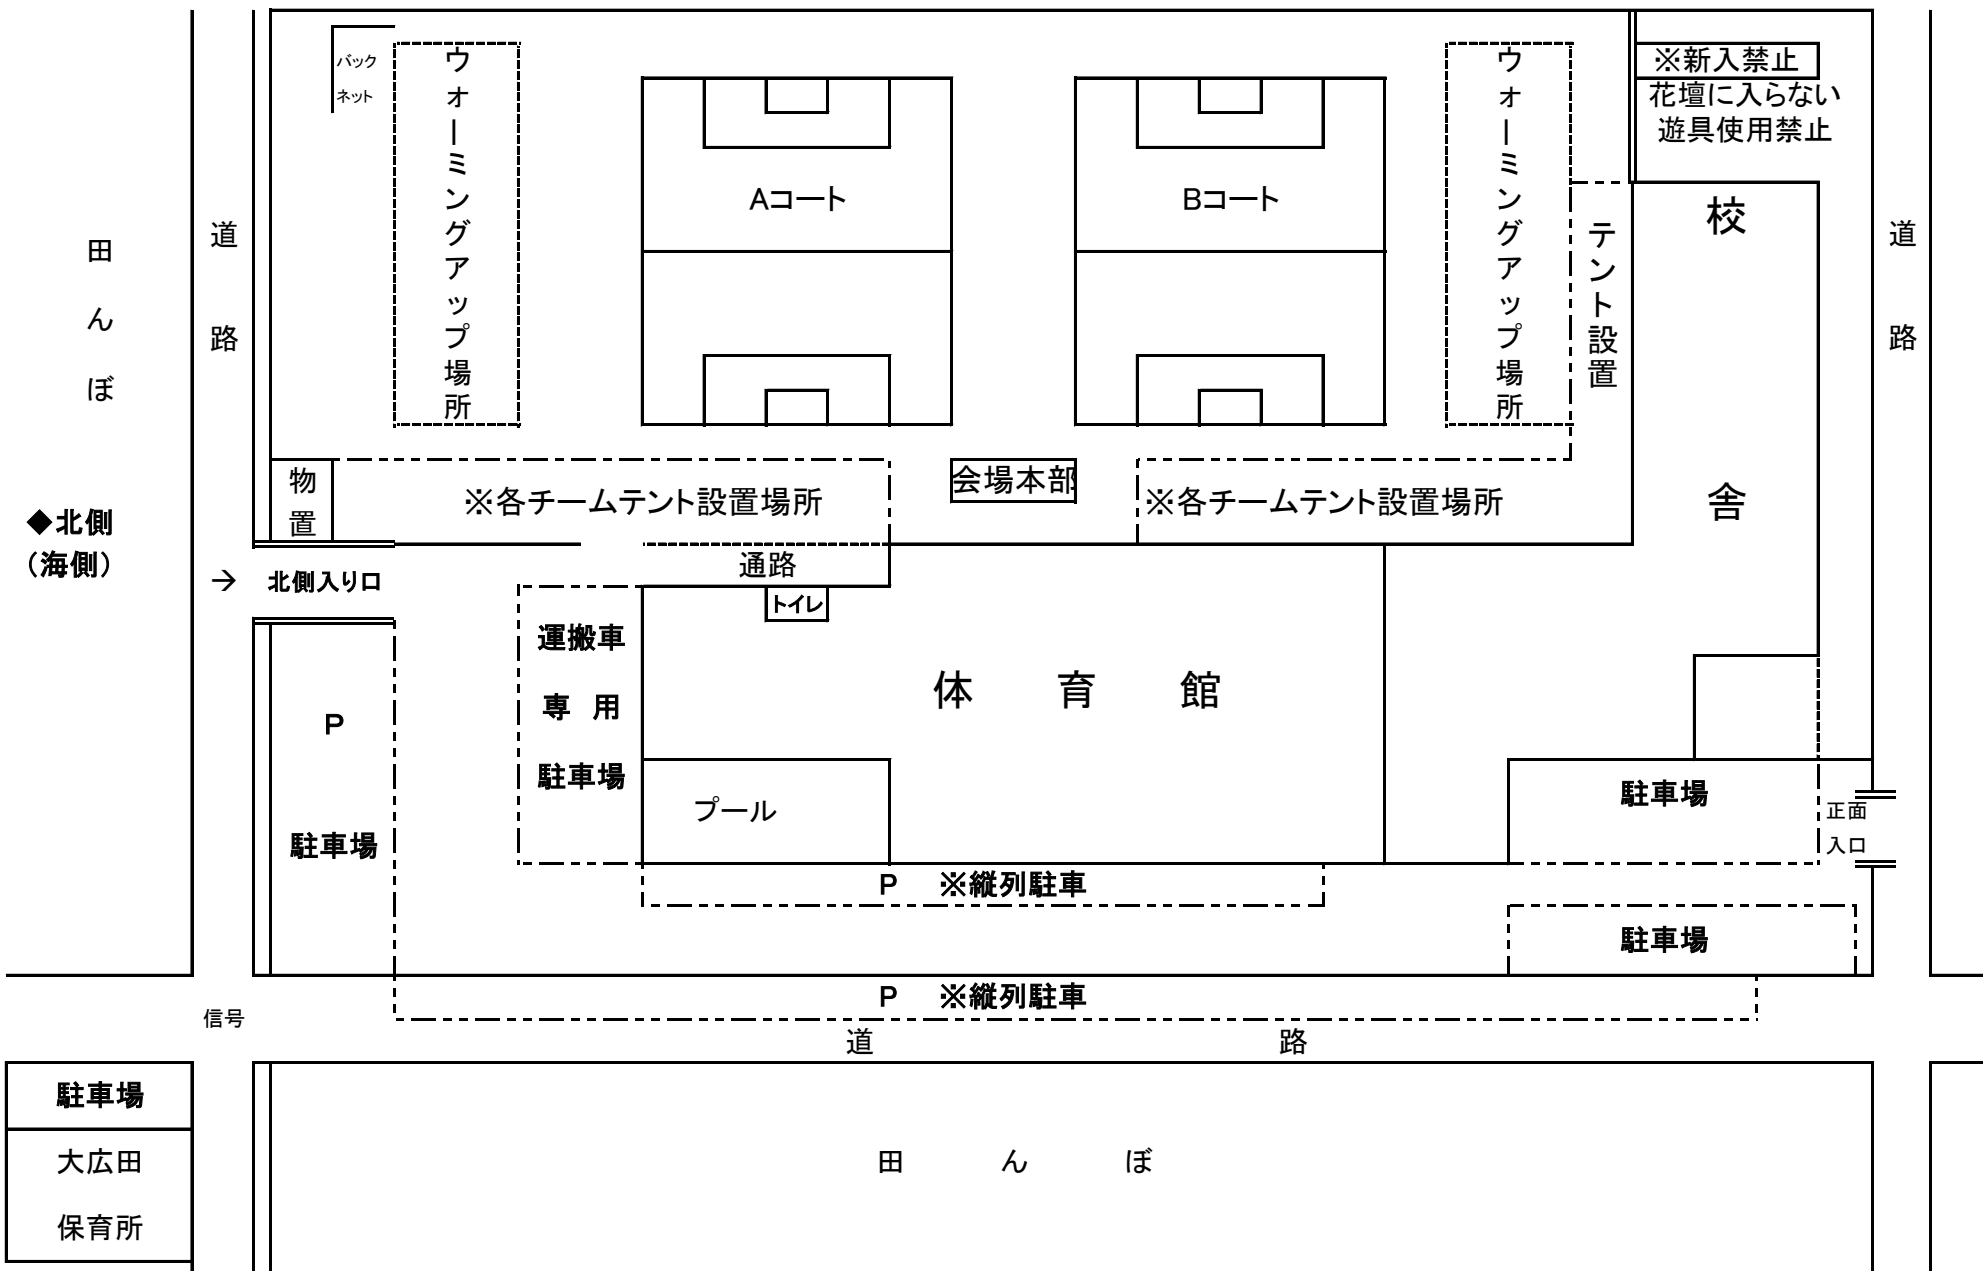 バック
ネット
ウォーミングアップ場所
Aコート
Bコート
ウォーミングアップ場所
※新入禁止
花壇に入らない
遊具使用禁止
田んぼ
道路
テント設置
校舎
道路
物置
※各チームテント設置場所
会場本部
※各チームテント設置場所
◆北側
（海側）
→ 北側入り口
通路
トイレ
運搬車
専用
駐車場
体育館
P
駐車場
プール
駐車場
正面
入口
P ※縦列駐車
駐車場
P ※縦列駐車
信号
道路
駐車場
大広田
保育所
田んぼ